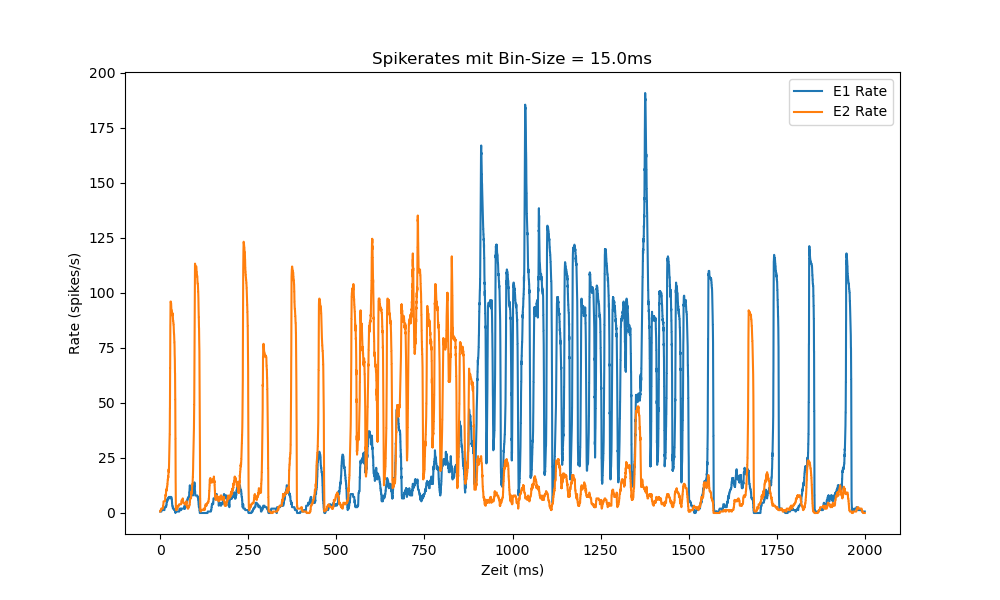 Spikerates mit Bin-Size = 15.0ms
E1 Rate
E2 Rate
200
175
150
125
100
75
50
25
0
Rate (spikes/s)
0 250 500 750 1000 1250 1500 1750 2000
Zeit (ms)